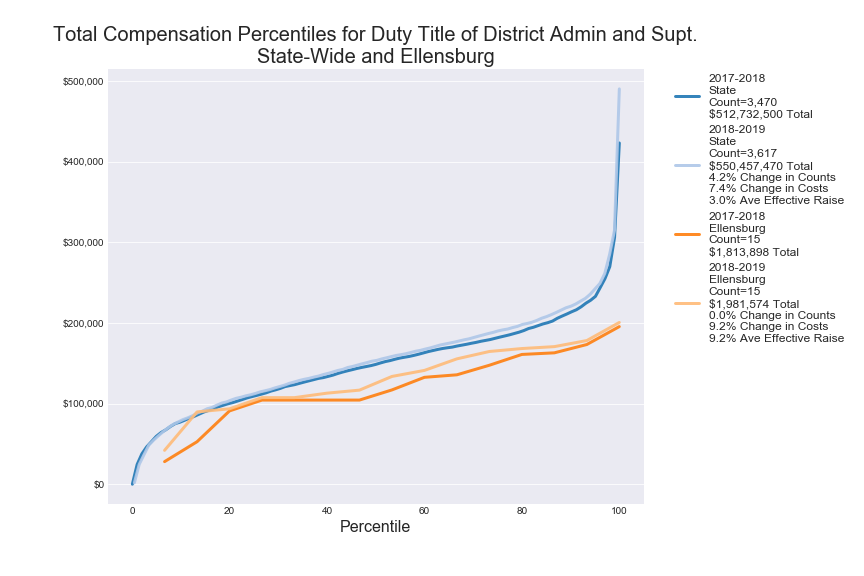 Total Compensation Percentiles for Duty Title of District Admin and Supt.
State-Wide and Ellensburg
$500,000
$400,000
$300,000
$200,000
$100,000
$0
0
20
40
60
80
100
Percentile
2017-2018
State
Count=3,470
$512,732,500 Total
2018-2019
State
Count=3,617
$550,457,470 Total
4.2% Change in Counts
7.4% Change in Costs
3.0% Ave Effective Raise
2017-2018
Ellensburg
Count=15
$1,813,898 Total
2018-2019
Ellensburg
Count=15
$1,981,574 Total
0.0% Change in Counts
9.2% Change in Costs
9.2% Ave Effective Raise